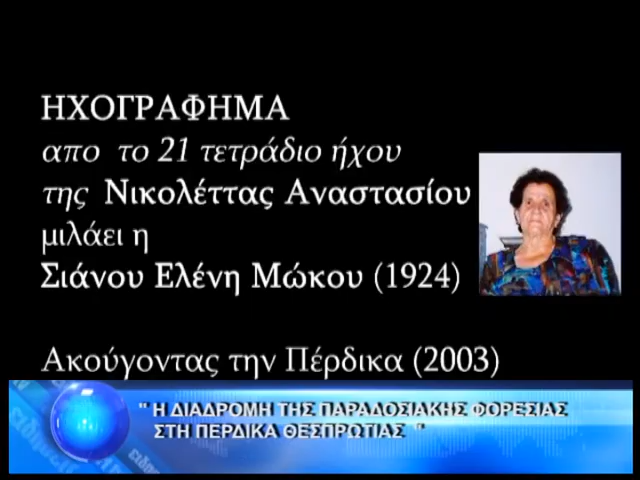 ΗΧΟΓΡΑΦΗΜΑ
απο το 21 τετράδιο ήχου
της Νικολέττας Αναστασίου
μιλάει η
Σιάνου Ελένη Μώκου (1924)
Ακούγοντας την Πέρδικα (2003)
" Η ΔΙΑΔΡΟΜΗ ΤΗΣ ΠΑΡΑΔΟΣΙΑΚΗΣ ΦΟΡΕΣΙΑΣ
ΣΤΗ ΠΕΡΔΙΚΑ ΘΕΣΠΡΩΤΙΑΣ "